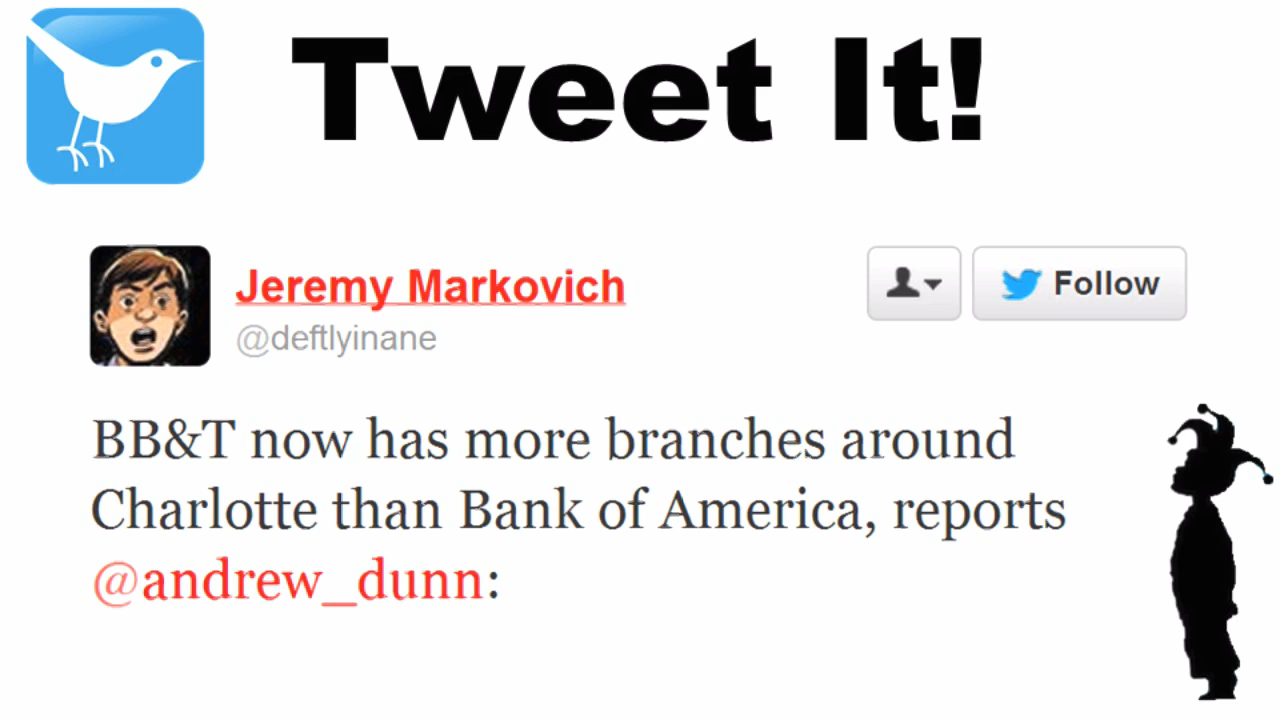 Tweet It!
Jeremy Markovich
@deftlyinane
Follow
BB&T now has more branches around
Charlotte than Bank of America, reports
@andrew_dunn: